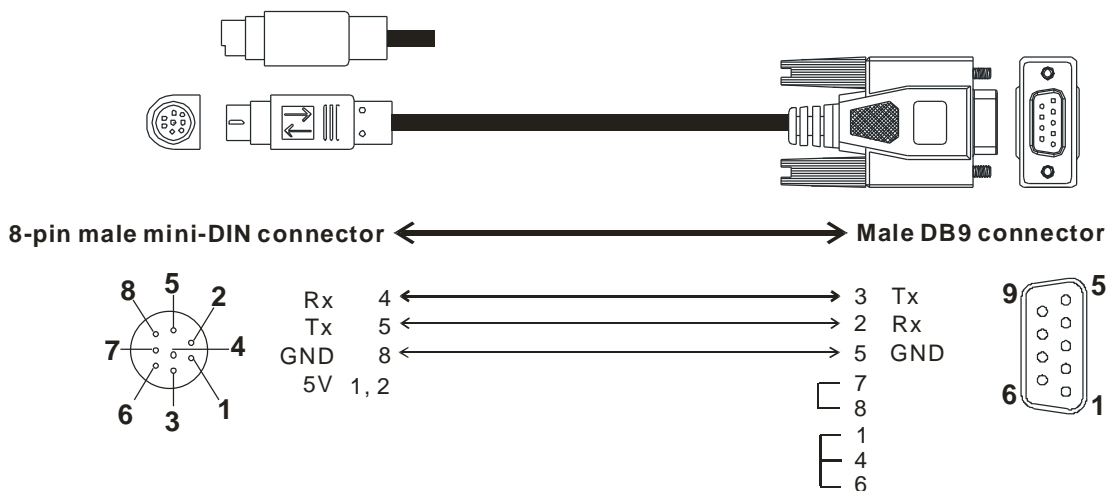 8-pin male mini-DIN connector Male DB9 connector
8 5 2 7 4 6 3 1
Rx 4 3 Tx
Tx 5 2 Rx
GND 8 5 GND
5V 1, 2
7
8
1
4
6
9 5
6 1